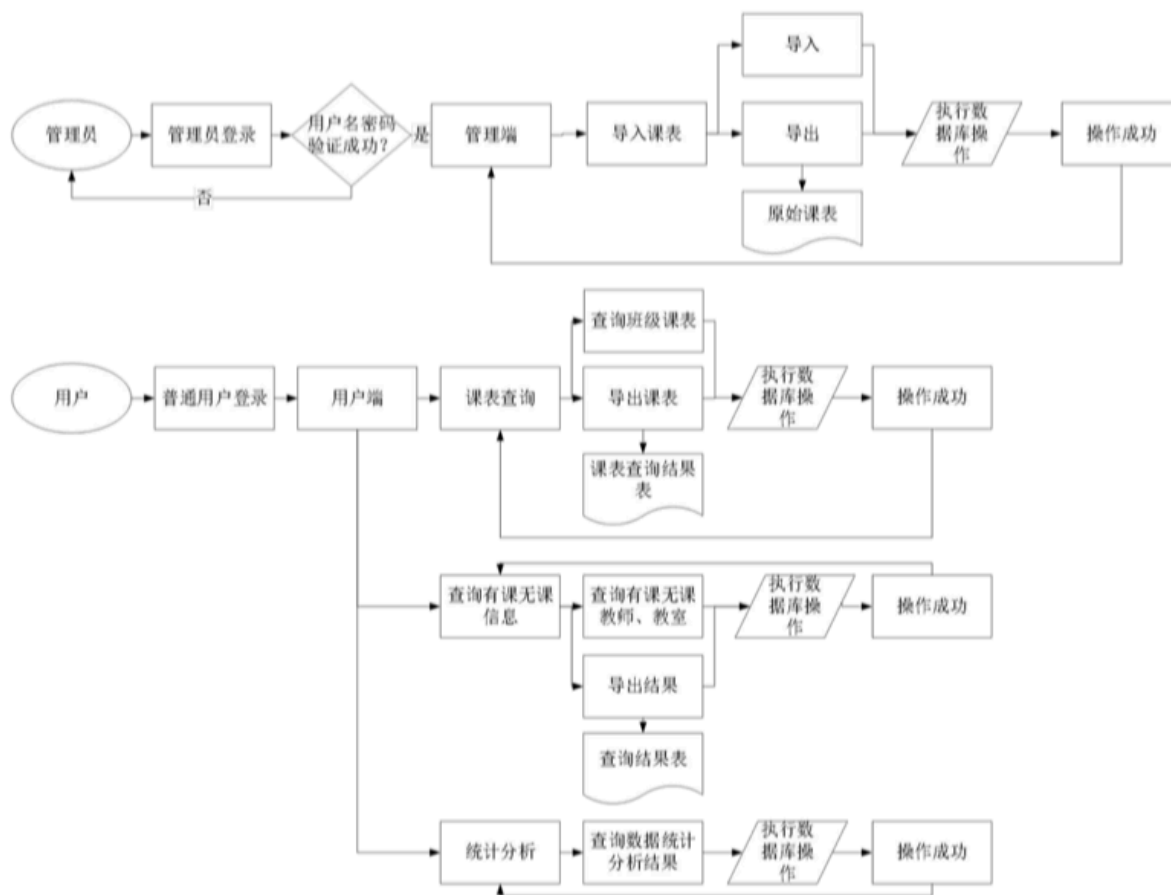 导入
管理员
管理员登录
用户名密码
验证成功？
是
管理端
导入课表
导出
执行数
据库操
作
操作成功
否
原始课表
查询班级课表
用户
普通用户登录
用户端
课表查询
导出课表
执行数
据库操
作
操作成功
课表查询结果
表
查询有课无课
信息
查询有课无课
教师、教室
执行数
据库操
作
操作成功
导出结果
查询结果表
统计分析
查询数据统计
分析结果
执行数
据库操
作
操作成功